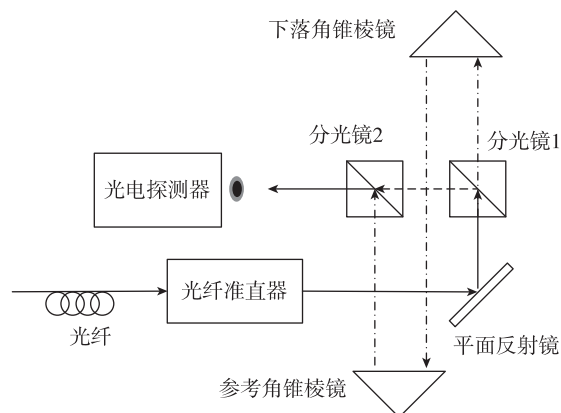 下落角锥棱镜
分光镜2
分光镜1
光电探测器
光纤准直器
光纤
平面反射镜
参考角锥棱镜